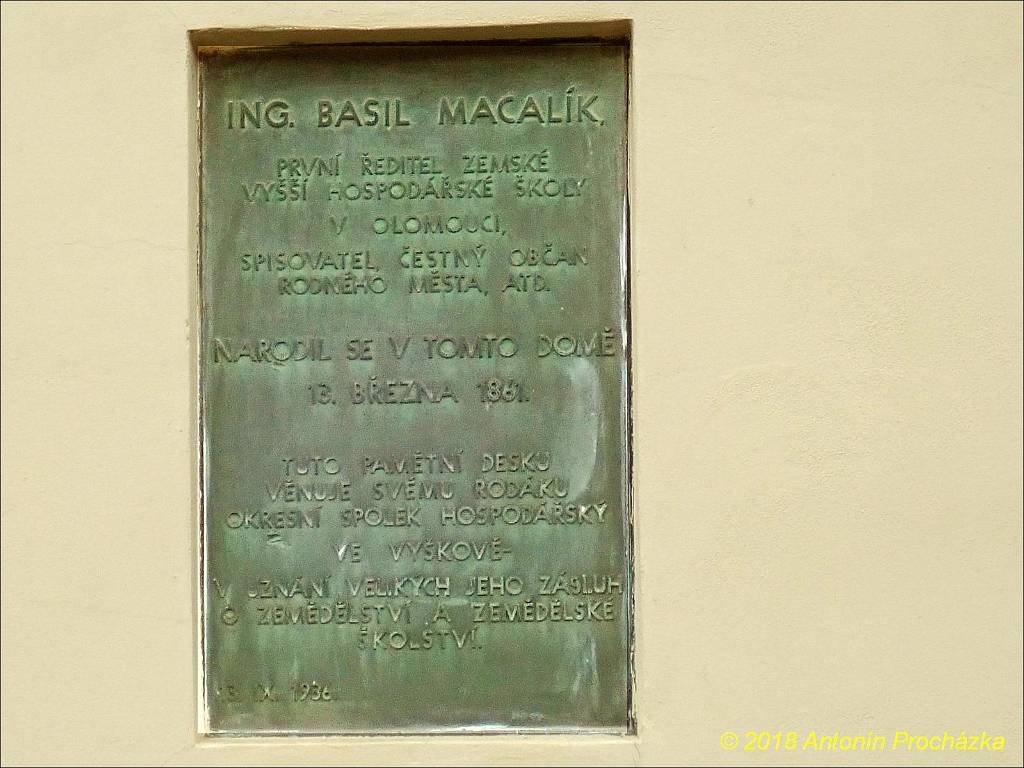 ING. BASIL MACALÍK,
PRVNÍ ŘEDITEL ZEMSKÉ
VYŠŠÍ HOSPODÁŘSKÉ ŠKOLY
V OLOMOUCI,
SPISOVATEL, ČESTNÝ OBČAN
RODNÉHO MĚSTA, ATD.
NARODIL SE V TOMTO DOMĚ
13. BŘEZNA 1861.
TUTO PAMĚTNÍ DESKU
VĚNUJE SVÉMU RODÁKU
OKRESNÍ SPOLEK HOSPODÁŘSKÝ
VE VYŠKOVĚ-
V UZNÁNÍ VELIKÝCH JEHO ZÁSLUH
O ZEMĚDĚLSTVÍ A ZEMĚDĚLSKÉ
ŠKOLSTVÍ.
IX. 1936.
© 2018 Antonín Procházka